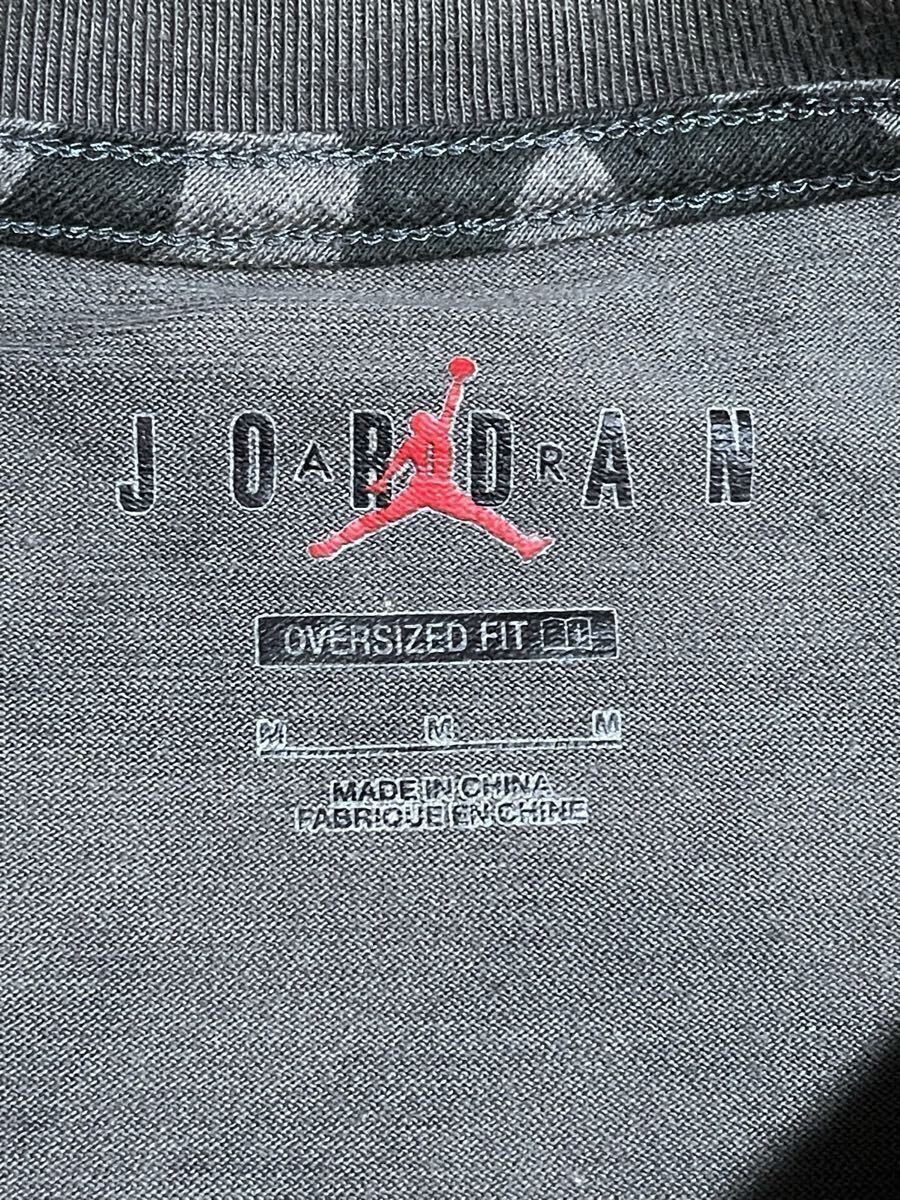 JORDAN
AIR
OVERSIZED FIT
M M M
MADE IN CHINA
FABRIQUE EN CHINE